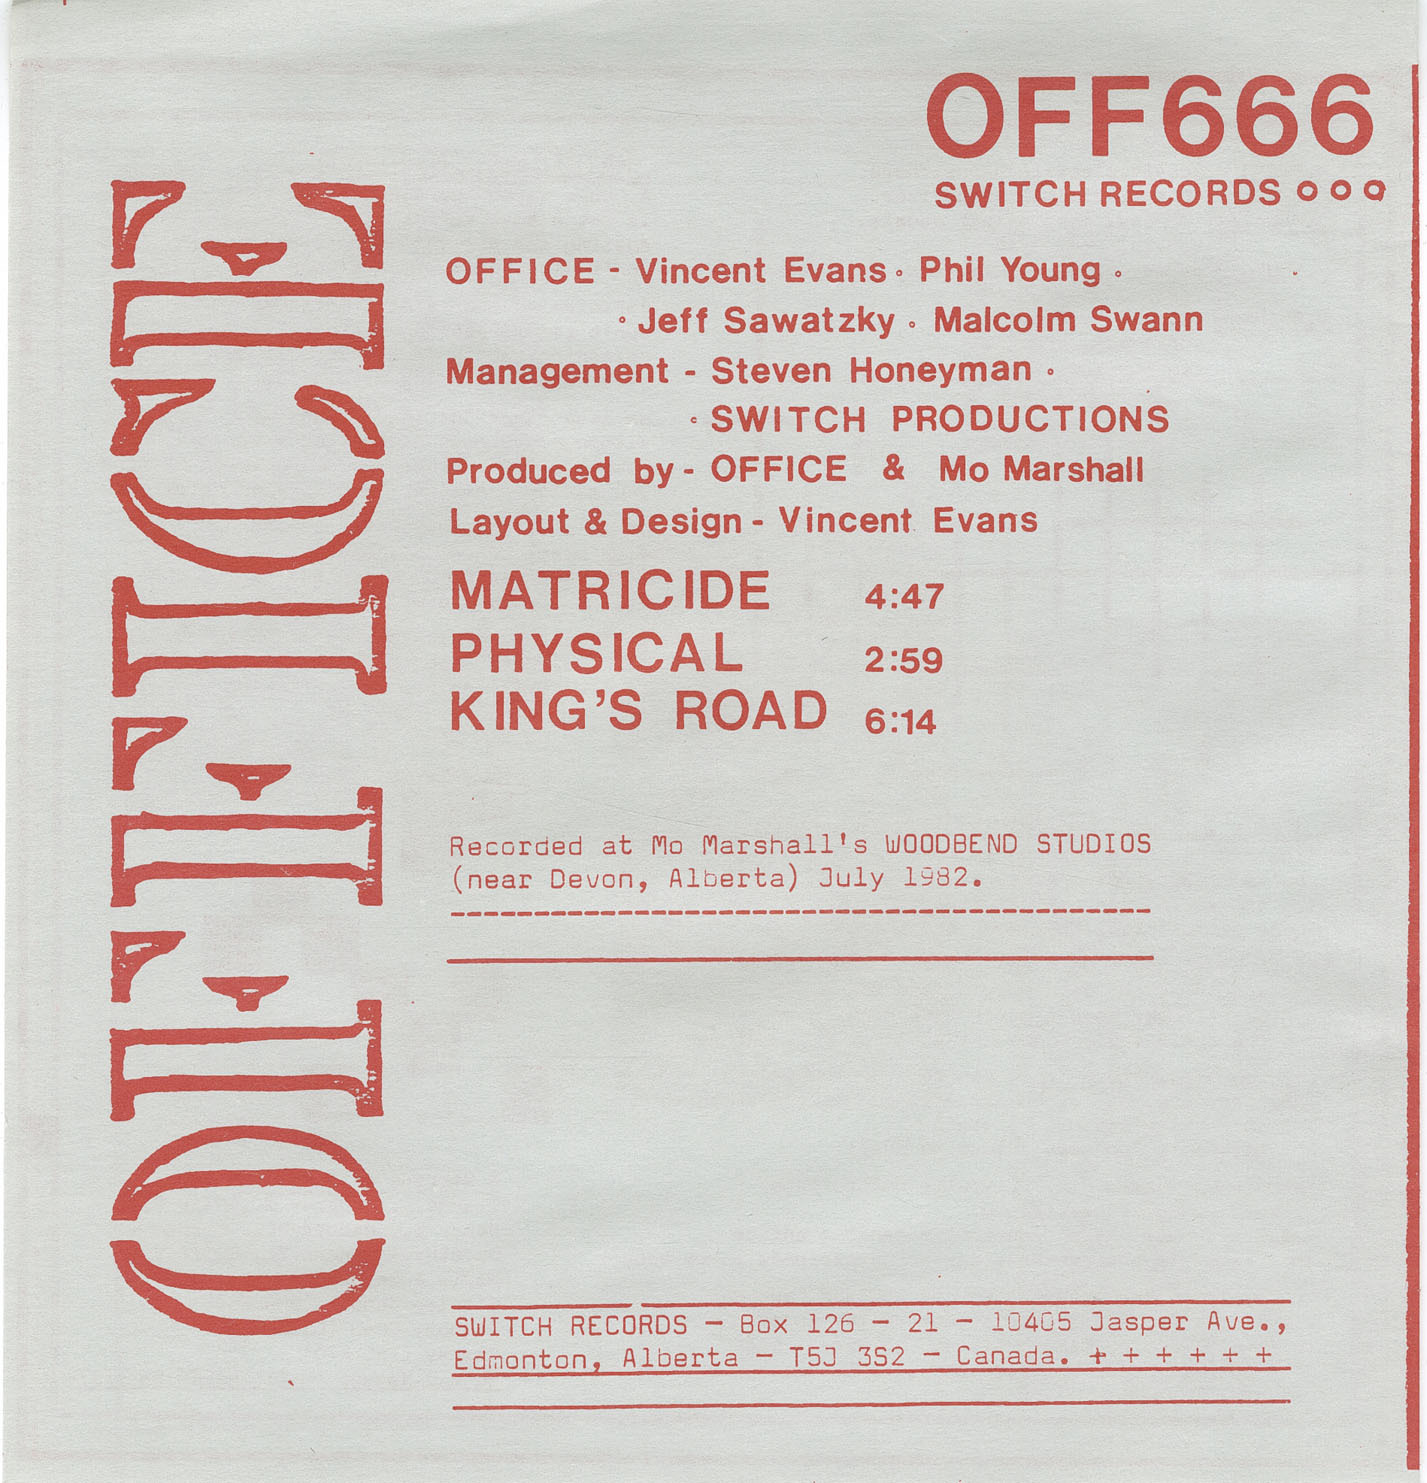 OFF666
SWITCH RECORDS o o o
OFFICE
OFFICE - Vincent Evans ∘ Phil Young ∘
∘ Jeff Sawatzky ∘ Malcolm Swann
Management - Steven Honeyman ∘
∘ SWITCH PRODUCTIONS
Produced by - OFFICE & Mo Marshall
Layout & Design - Vincent Evans
MATRICIDE 4:47
PHYSICAL 2:59
KING'S ROAD 6:14
Recorded at Mo Marshall's WOODBEND STUDIOS
(near Devon, Alberta) July 1982.
SWITCH RECORDS — Box 126 — 21 — 10405 Jasper Ave.,
Edmonton, Alberta — T5J 3S2 — Canada. + + + + + +